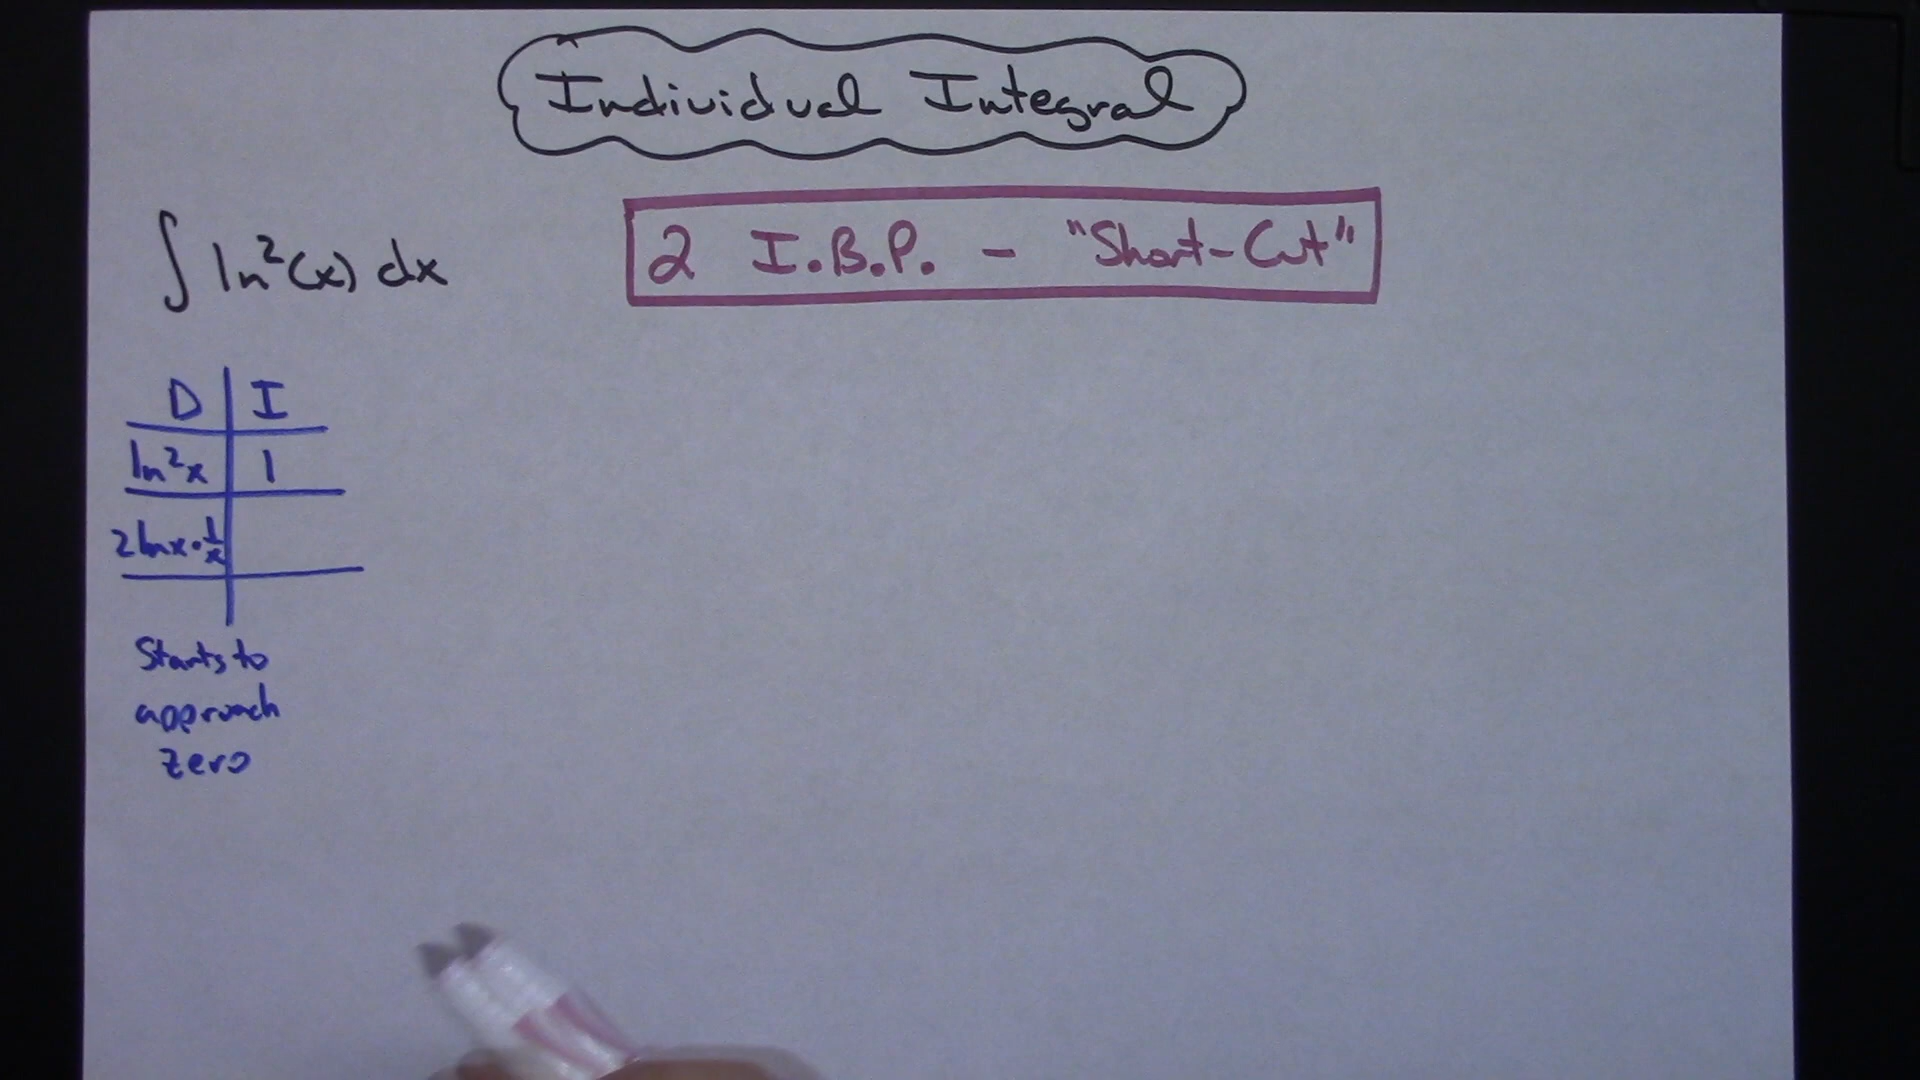 Individual Integral
2 I.B.P. - "Short-Cut"
∫ ln²(x) dx
D I
ln²x 1
2lnx·1/x
Starts to
approach
zero